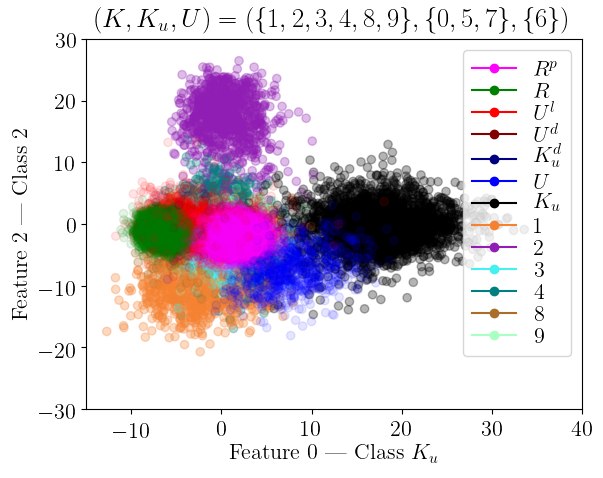 (K, K_u, U) = ({1, 2, 3, 4, 8, 9}, {0, 5, 7}, {6})
30
20
10
0
−10
−20
−30
Feature 2 — Class 2
−10 0 10 20 30 40
Feature 0 — Class K_u
R^p
R
U^l
U^d
K_u^d
U
K_u
1
2
3
4
8
9